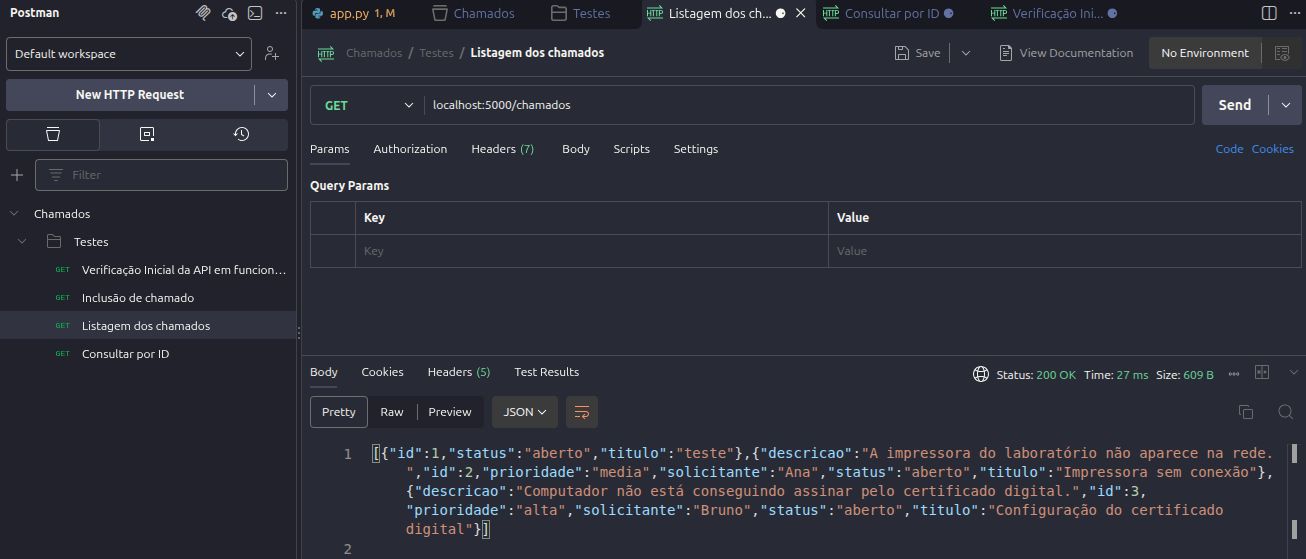 Postman
app.py 1, M
Chamados
Testes
Listagem dos ch...
Consultar por ID
Verificação Ini...
Default workspace
HTTP Chamados / Testes / Listagem dos chamados
Save
View Documentation
No Environment
New HTTP Request
GET localhost:5000/chamados
Send
Filter
Params Authorization Headers (7) Body Scripts Settings
Code Cookies
Query Params
Key Value
Key Value
Chamados
Testes
GET Verificação Inicial da API em funcion...
GET Inclusão de chamado
GET Listagem dos chamados
GET Consultar por ID
Body Cookies Headers (5) Test Results
Status: 200 OK Time: 27 ms Size: 609 B
Pretty Raw Preview JSON
1 [{"id":1,"status":"aberto","titulo":"teste"},{"descricao":"A impressora do laboratório não aparece na rede.
","id":2,"prioridade":"media","solicitante":"Ana","status":"aberto","titulo":"Impressora sem conexão"},
{"descricao":"Computador não está conseguindo assinar pelo certificado digital.","id":3,
"prioridade":"alta","solicitante":"Bruno","status":"aberto","titulo":"Configuração do certificado
digital"}]
2